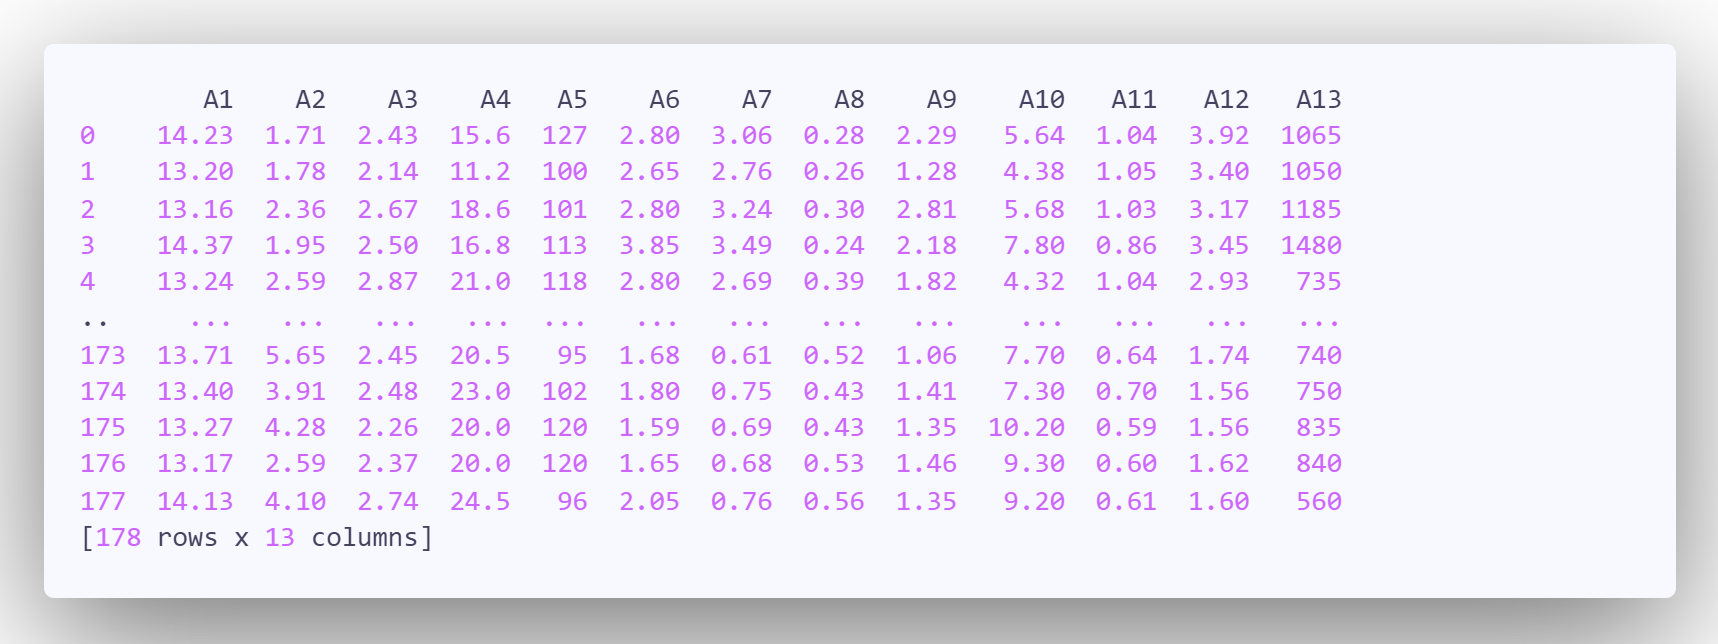 A1 A2 A3 A4 A5 A6 A7 A8 A9 A10 A11 A12 A13
0 14.23 1.71 2.43 15.6 127 2.80 3.06 0.28 2.29 5.64 1.04 3.92 1065
1 13.20 1.78 2.14 11.2 100 2.65 2.76 0.26 1.28 4.38 1.05 3.40 1050
2 13.16 2.36 2.67 18.6 101 2.80 3.24 0.30 2.81 5.68 1.03 3.17 1185
3 14.37 1.95 2.50 16.8 113 3.85 3.49 0.24 2.18 7.80 0.86 3.45 1480
4 13.24 2.59 2.87 21.0 118 2.80 2.69 0.39 1.82 4.32 1.04 2.93 735
.. ... ... ... ... ... ... ... ... ... ... ... ... ...
173 13.71 5.65 2.45 20.5 95 1.68 0.61 0.52 1.06 7.70 0.64 1.74 740
174 13.40 3.91 2.48 23.0 102 1.80 0.75 0.43 1.41 7.30 0.70 1.56 750
175 13.27 4.28 2.26 20.0 120 1.59 0.69 0.43 1.35 10.20 0.59 1.56 835
176 13.17 2.59 2.37 20.0 120 1.65 0.68 0.53 1.46 9.30 0.60 1.62 840
177 14.13 4.10 2.74 24.5 96 2.05 0.76 0.56 1.35 9.20 0.61 1.60 560
[178 rows x 13 columns]